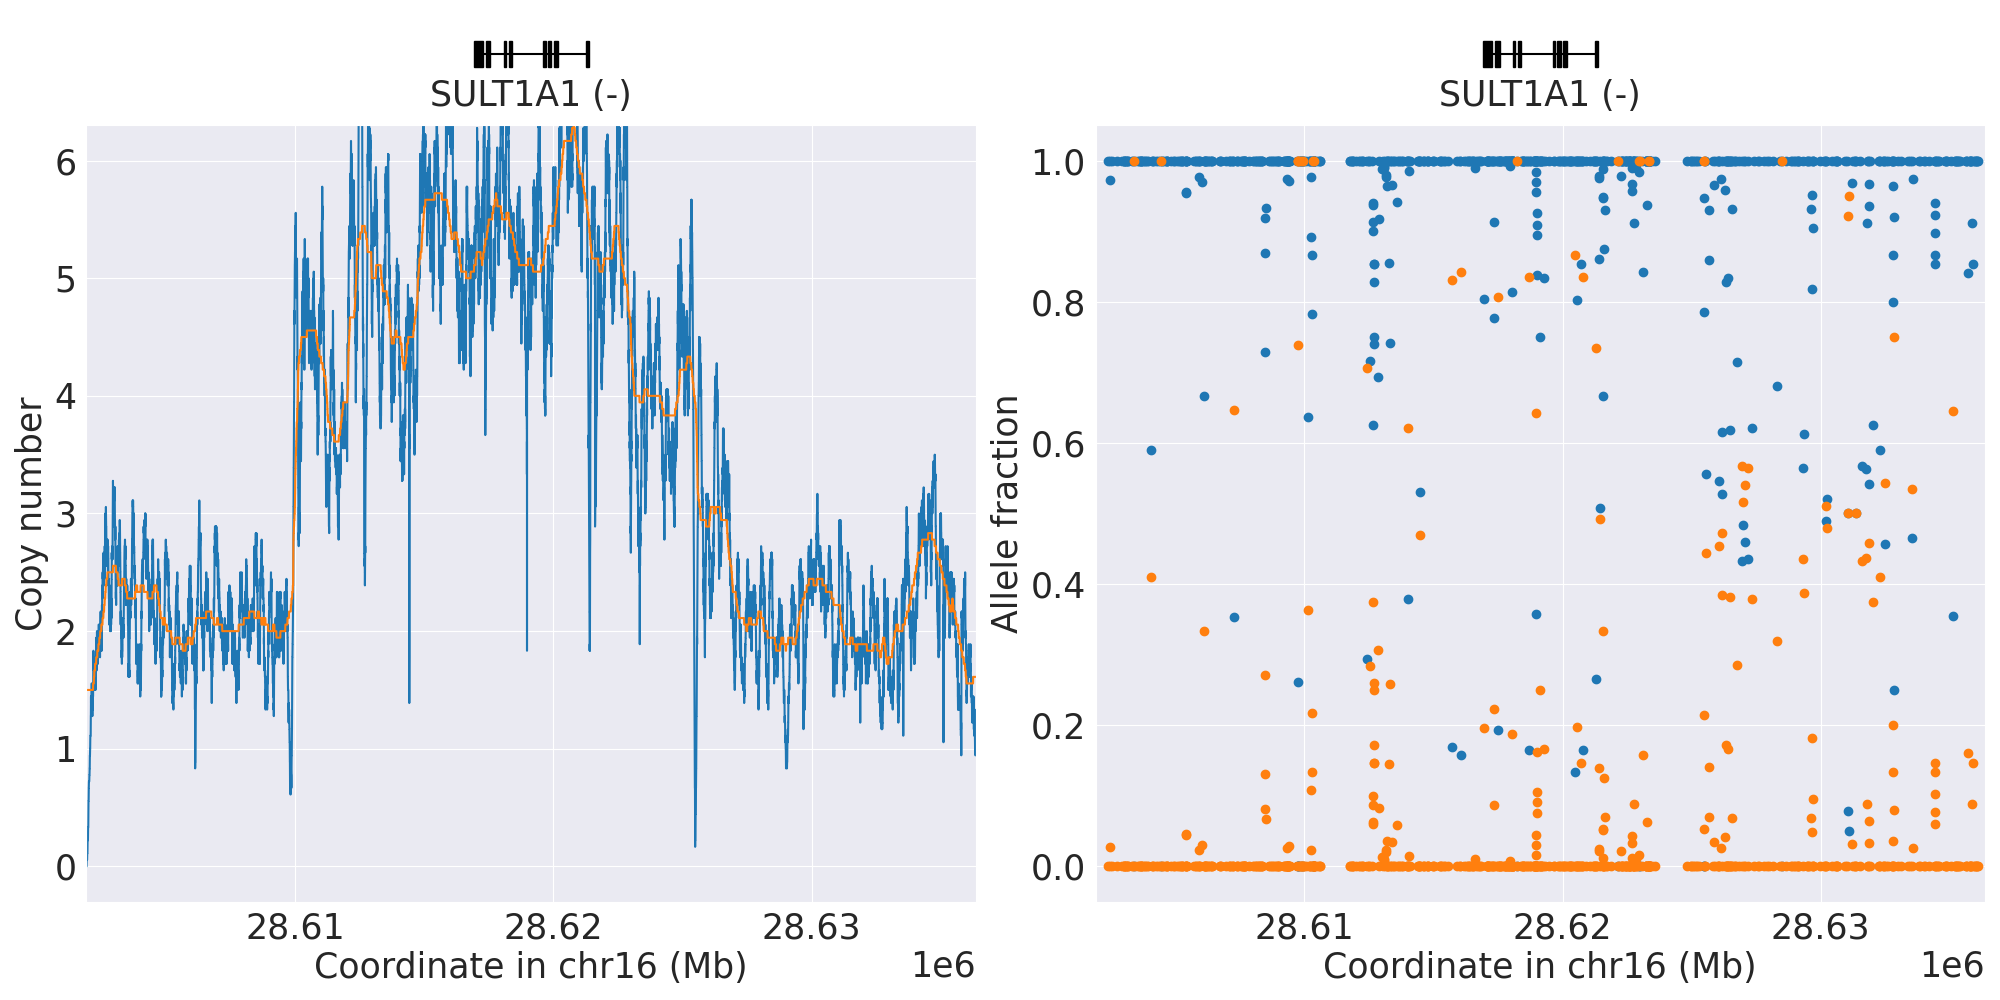 SULT1A1 (-)
6
5
4
3
2
1
0
Copy number
28.61
28.62
28.63
Coordinate in chr16 (Mb)
1e6
SULT1A1 (-)
1.0
0.8
0.6
0.4
0.2
0.0
Allele fraction
28.61
28.62
28.63
Coordinate in chr16 (Mb)
1e6